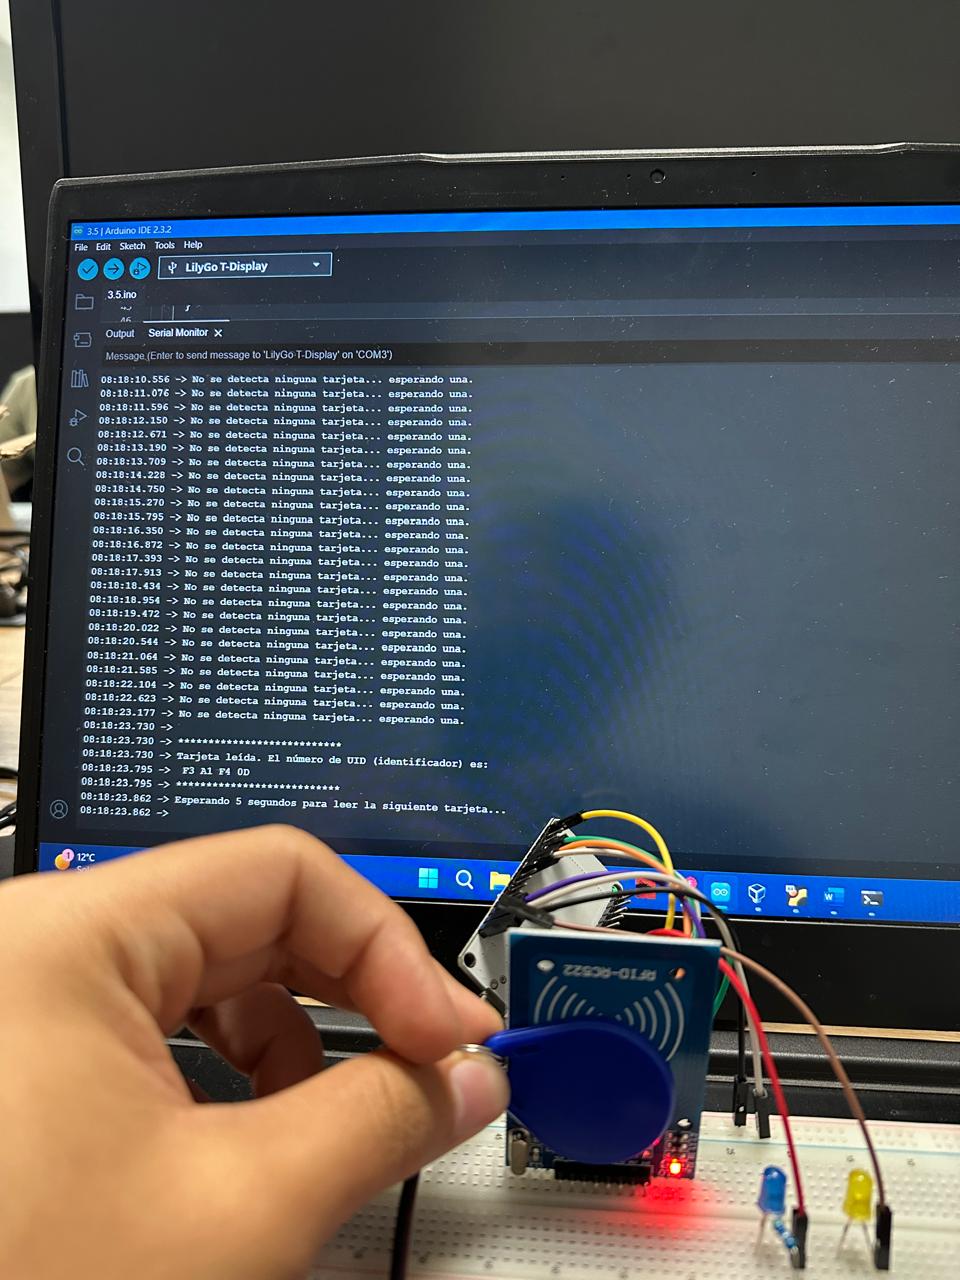 3.5 | Arduino IDE 2.3.2
File Edit Sketch Tools Help
LilyGo T-Display
3.5.ino
45
46
Output Serial Monitor
Message (Enter to send message to 'LilyGo T-Display' on 'COM3')
08:18:10.556 -> No se detecta ninguna tarjeta... esperando una.
08:18:11.076 -> No se detecta ninguna tarjeta... esperando una.
08:18:11.596 -> No se detecta ninguna tarjeta... esperando una.
08:18:12.150 -> No se detecta ninguna tarjeta... esperando una.
08:18:12.671 -> No se detecta ninguna tarjeta... esperando una.
08:18:13.190 -> No se detecta ninguna tarjeta... esperando una.
08:18:13.709 -> No se detecta ninguna tarjeta... esperando una.
08:18:14.228 -> No se detecta ninguna tarjeta... esperando una.
08:18:14.750 -> No se detecta ninguna tarjeta... esperando una.
08:18:15.270 -> No se detecta ninguna tarjeta... esperando una.
08:18:15.795 -> No se detecta ninguna tarjeta... esperando una.
08:18:16.350 -> No se detecta ninguna tarjeta... esperando una.
08:18:16.872 -> No se detecta ninguna tarjeta... esperando una.
08:18:17.393 -> No se detecta ninguna tarjeta... esperando una.
08:18:17.913 -> No se detecta ninguna tarjeta... esperando una.
08:18:18.434 -> No se detecta ninguna tarjeta... esperando una.
08:18:18.954 -> No se detecta ninguna tarjeta... esperando una.
08:18:19.472 -> No se detecta ninguna tarjeta... esperando una.
08:18:20.022 -> No se detecta ninguna tarjeta... esperando una.
08:18:20.544 -> No se detecta ninguna tarjeta... esperando una.
08:18:21.064 -> No se detecta ninguna tarjeta... esperando una.
08:18:21.585 -> No se detecta ninguna tarjeta... esperando una.
08:18:22.104 -> No se detecta ninguna tarjeta... esperando una.
08:18:22.623 -> No se detecta ninguna tarjeta... esperando una.
08:18:23.177 -> No se detecta ninguna tarjeta... esperando una.
08:18:23.730 ->
08:18:23.730 -> ***************************
08:18:23.730 -> Tarjeta leída. El número de UID (identificador) es:
08:18:23.795 -> F3 A1 F4 0D
08:18:23.795 -> ***************************
08:18:23.862 -> Esperando 5 segundos para leer la siguiente tarjeta...
08:18:23.862 ->
1
12°C
RFID-RC522